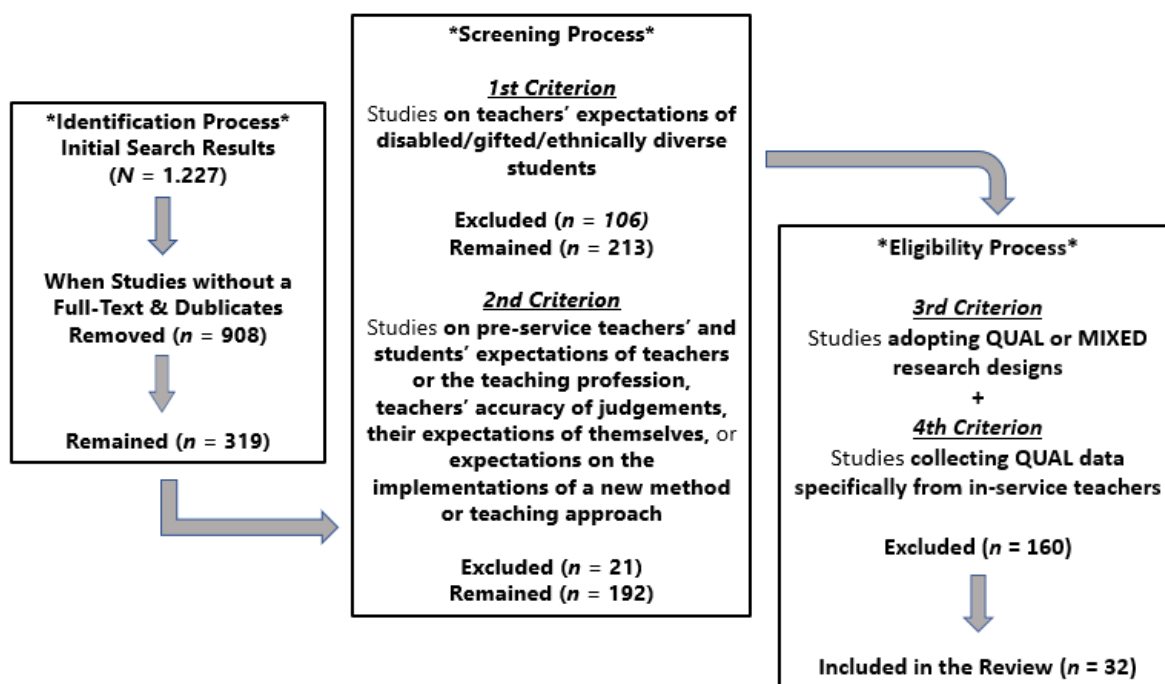 *Identification Process*
Initial Search Results
(N = 1.227)
When Studies without a
Full-Text & Dublicates
Removed (n = 908)
Remained (n = 319)
*Screening Process*
1st Criterion
Studies on teachers’ expectations of
disabled/gifted/ethnically diverse
students
Excluded (n = 106)
Remained (n = 213)
2nd Criterion
Studies on pre-service teachers’ and
students’ expectations of teachers
or the teaching profession,
teachers’ accuracy of judgements,
their expectations of themselves, or
expectations on the
implementations of a new method
or teaching approach
Excluded (n = 21)
Remained (n = 192)
*Eligibility Process*
3rd Criterion
Studies adopting QUAL or MIXED
research designs
+
4th Criterion
Studies collecting QUAL data
specifically from in-service teachers
Excluded (n = 160)
Included in the Review (n = 32)